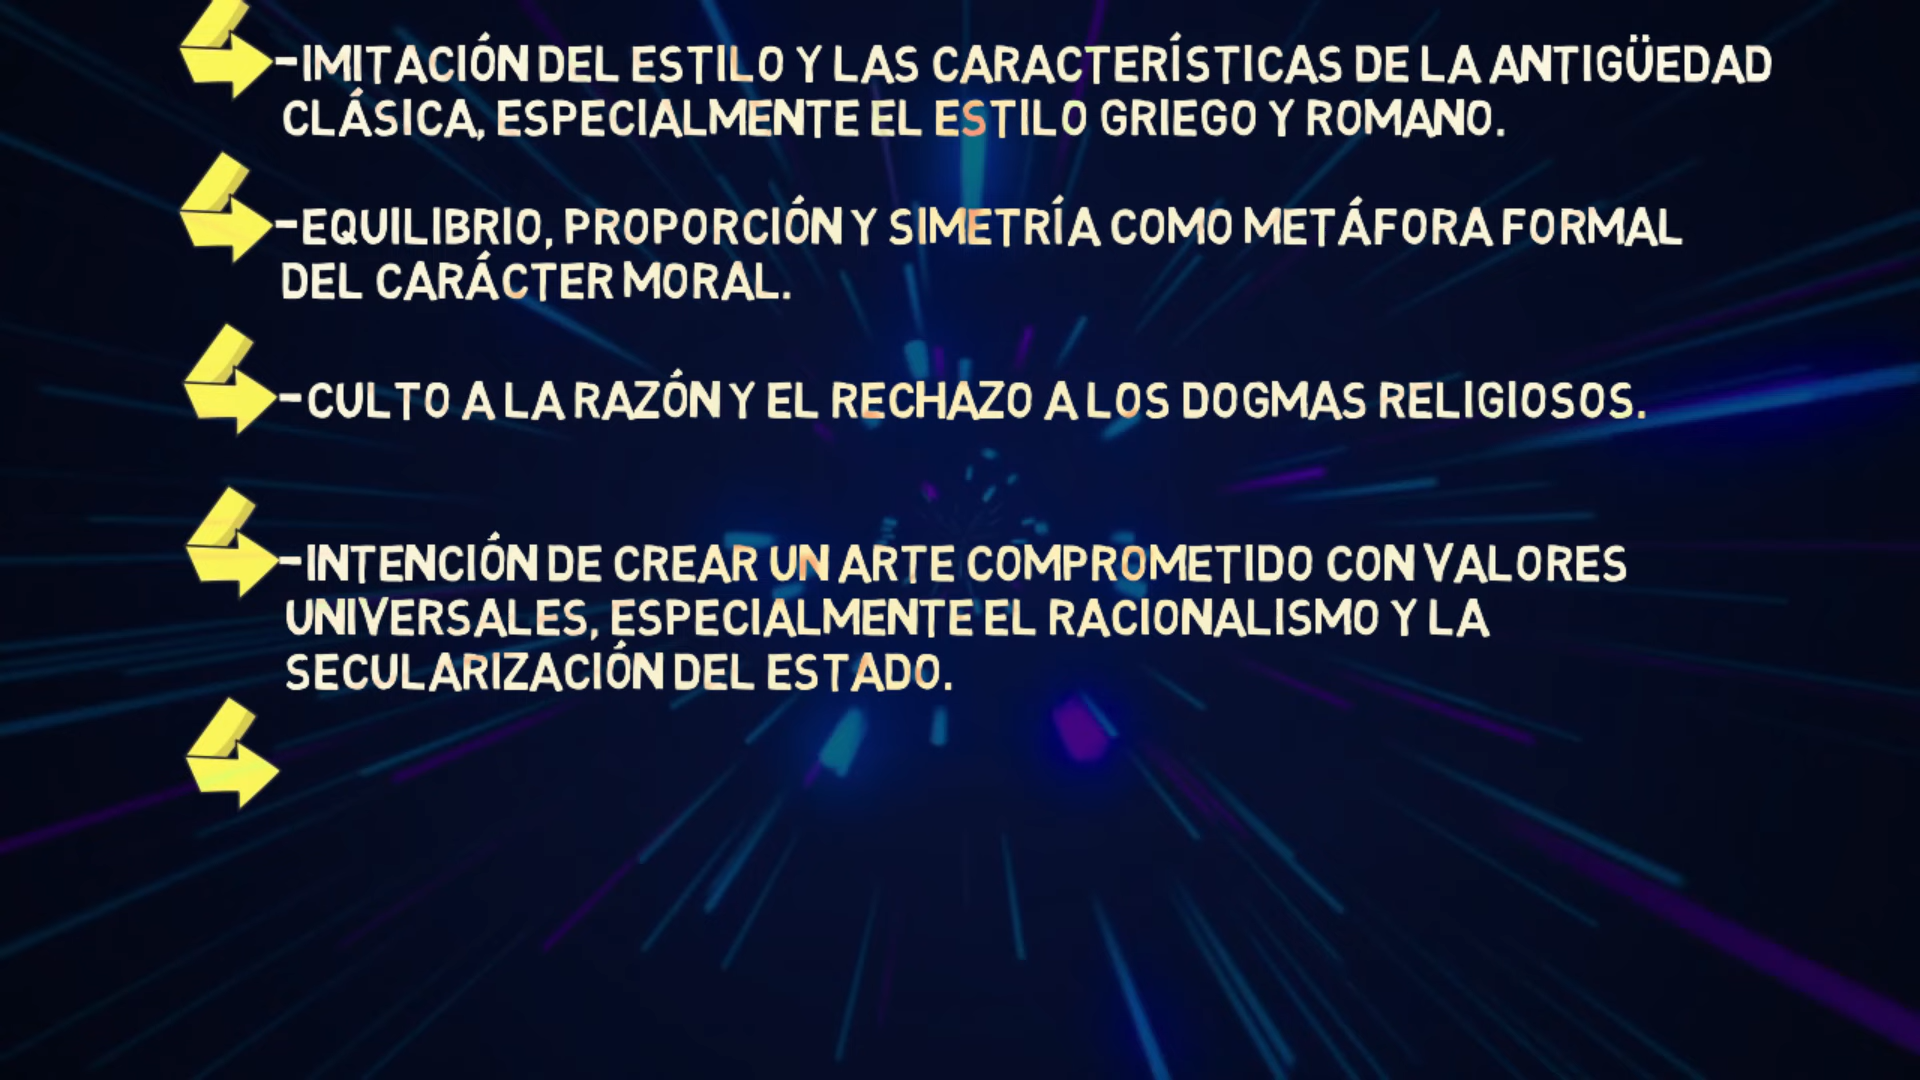 -IMITACIÓN DEL ESTILO Y LAS CARACTERÍSTICAS DE LA ANTIGÜEDAD
CLÁSICA, ESPECIALMENTE EL ESTILO GRIEGO Y ROMANO.
-EQUILIBRIO, PROPORCIÓN Y SIMETRÍA COMO METÁFORA FORMAL
DEL CARÁCTER MORAL.
-CULTO A LA RAZÓN Y EL RECHAZO A LOS DOGMAS RELIGIOSOS.
-INTENCIÓN DE CREAR UN ARTE COMPROMETIDO CON VALORES
UNIVERSALES, ESPECIALMENTE EL RACIONALISMO Y LA
SECULARIZACIÓN DEL ESTADO.